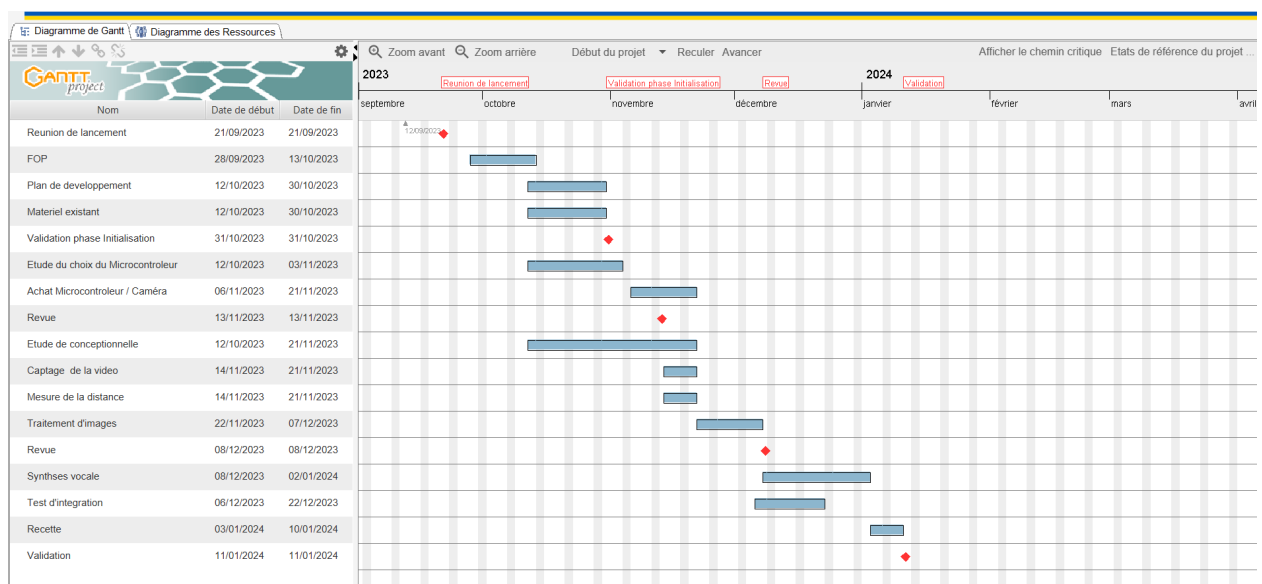 Diagramme de Gantt Diagramme des Ressources
Zoom avant Zoom arrière Début du projet Reculer Avancer Afficher le chemin critique Etats de référence du projet ...
GANTT project
2023 2024
Reunion de lancement Validation phase Initialisation Revue Validation
Nom Date de début Date de fin
septembre octobre novembre décembre janvier février mars avril
12/09/2023
Reunion de lancement 21/09/2023 21/09/2023
FOP 28/09/2023 13/10/2023
Plan de developpement 12/10/2023 30/10/2023
Materiel existant 12/10/2023 30/10/2023
Validation phase Initialisation 31/10/2023 31/10/2023
Etude du choix du Microcontroleur 12/10/2023 03/11/2023
Achat Microcontroleur / Caméra 06/11/2023 21/11/2023
Revue 13/11/2023 13/11/2023
Etude de conceptionnelle 12/10/2023 21/11/2023
Captage de la video 14/11/2023 21/11/2023
Mesure de la distance 14/11/2023 21/11/2023
Traitement d'images 22/11/2023 07/12/2023
Revue 08/12/2023 08/12/2023
Synthses vocale 08/12/2023 02/01/2024
Test d'integration 06/12/2023 22/12/2023
Recette 03/01/2024 10/01/2024
Validation 11/01/2024 11/01/2024